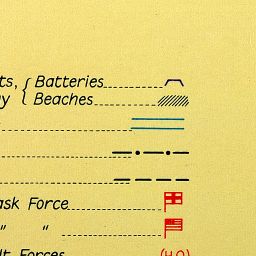 ts, { Batteries
y { Beaches
ask Force
" "
lt Forces (H.Q)